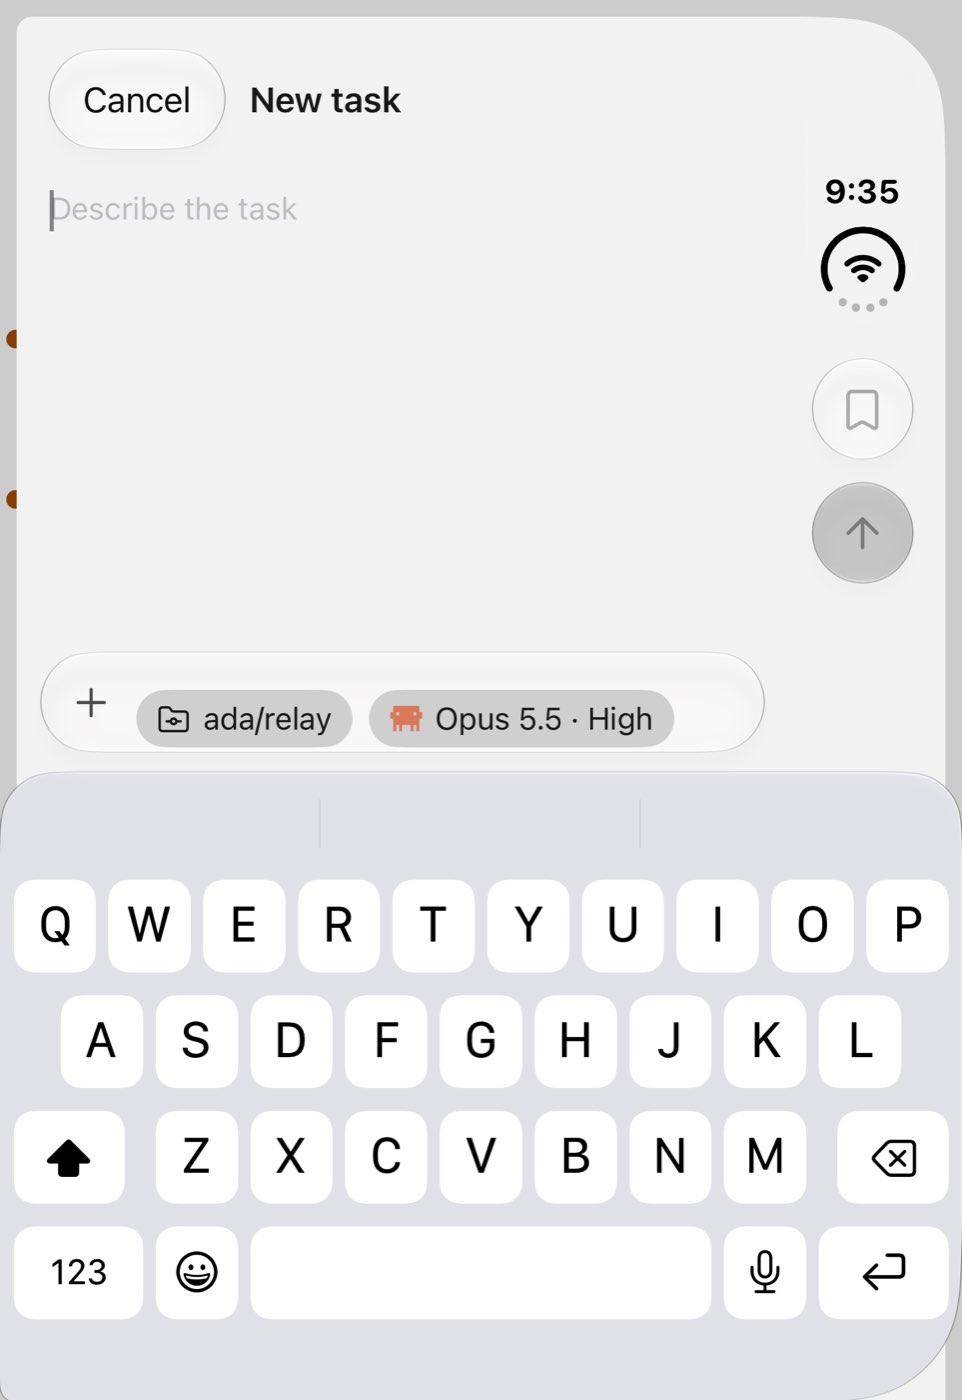 Cancel New task
Describe the task
9:35
ada/relay Opus 5.5 · High
Q W E R T Y U I O P
A S D F G H J K L
Z X C V B N M
123